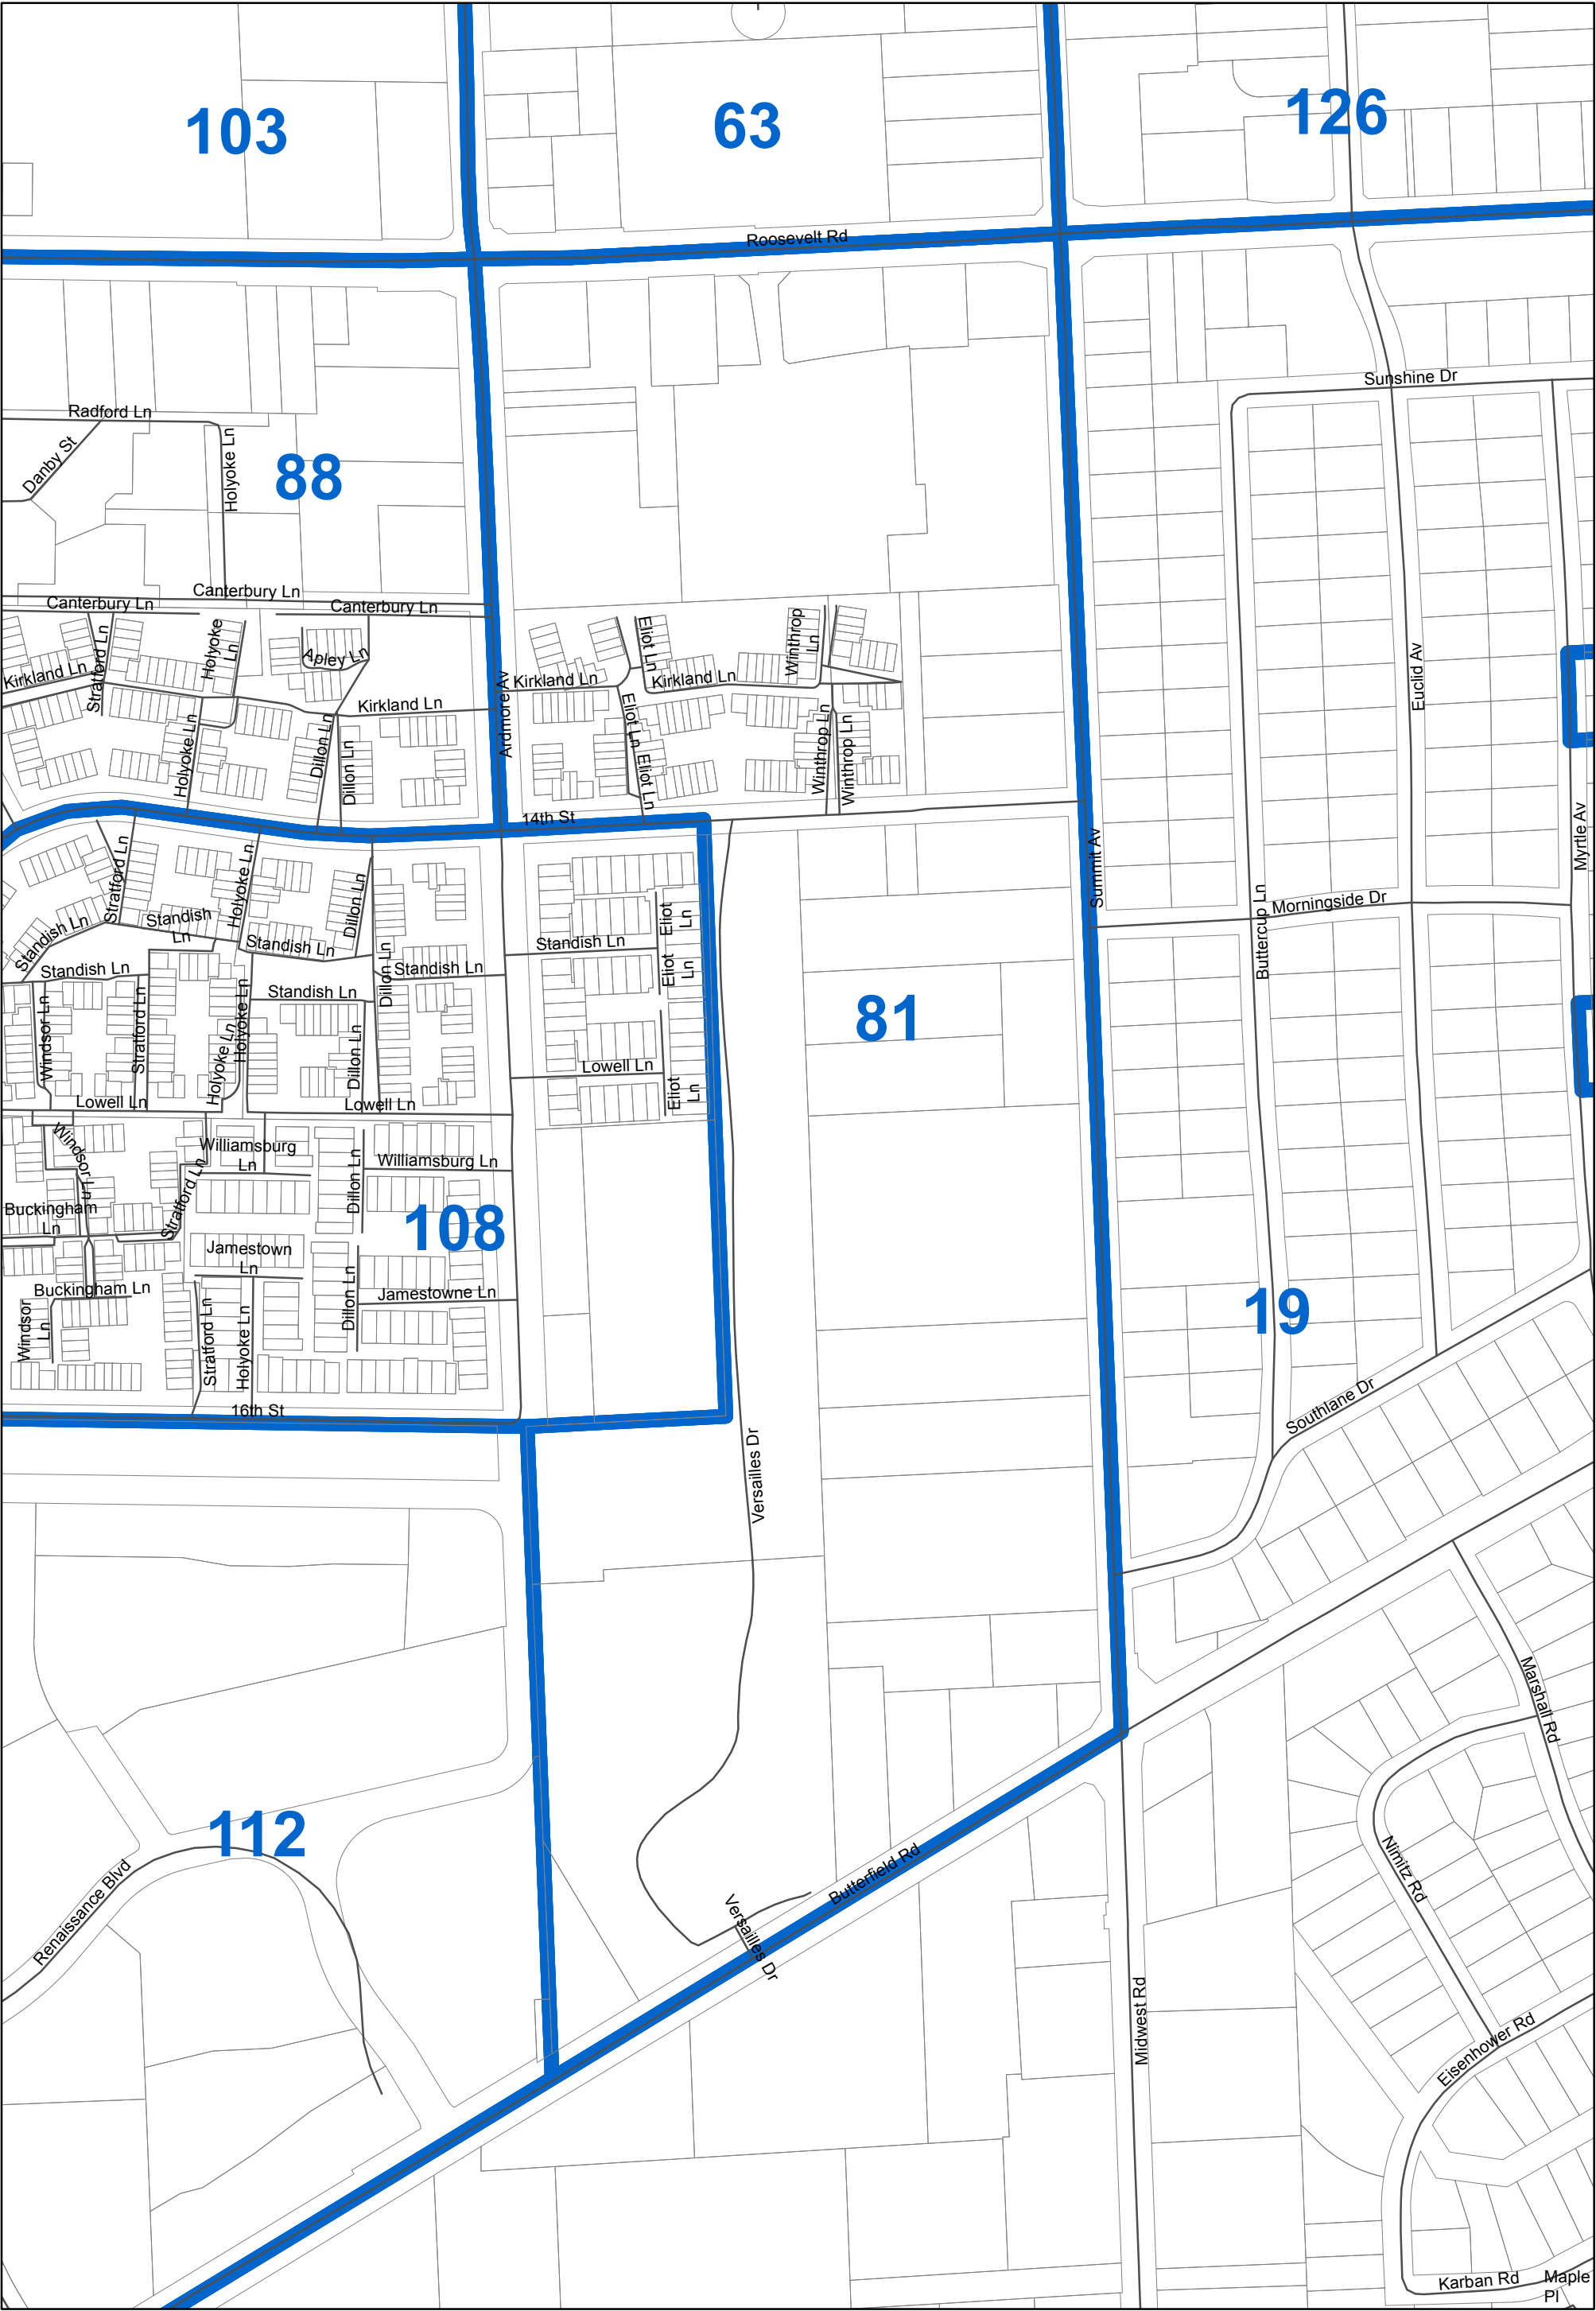 103
63
126
Roosevelt Rd
Sunshine Dr
Radford Ln
Danby St
Holyoke Ln
88
Canterbury Ln
Canterbury Ln
Canterbury Ln
Stratford Ln
Holyoke
Ln
Apley Ln
Eliot Ln
Winthrop
Ln
Kirkland Ln
Kirkland Ln
Kirkland Ln
Kirkland Ln
Ardmore Av
Euclid Av
Holyoke Ln
Dillon Ln
Dillon Ln
Eliot Ln
Eliot Ln
Winthrop Ln
Winthrop Ln
14th St
Summit Av
Myrtle Av
Stratford Ln
Holyoke Ln
Dillon Ln
Standish Ln
Standish
Ln
Standish Ln
Eliot
Ln
Morningside Dr
Buttercup Ln
Standish Ln
Standish Ln
Standish Ln
Standish Ln
Dillon Ln
Eliot
Ln
81
Windsor Ln
Stratford Ln
Holyoke Ln
Holyoke Ln
Dillon Ln
Lowell Ln
Eliot
Ln
Lowell Ln
Lowell Ln
Windsor Ln
Williamsburg
Ln
Williamsburg Ln
Dillon Ln
Stratford Ln
Buckingham
Ln
108
Jamestown
Ln
Buckingham Ln
Dillon Ln
Jamestowne Ln
19
Windsor
Ln
Stratford Ln
Holyoke Ln
16th St
Southlane Dr
Versailles Dr
Marshall Rd
112
Renaissance Blvd
Butterfield Rd
Nimitz Rd
Versailles Dr
Midwest Rd
Eisenhower Rd
Karban Rd
Maple
Pl